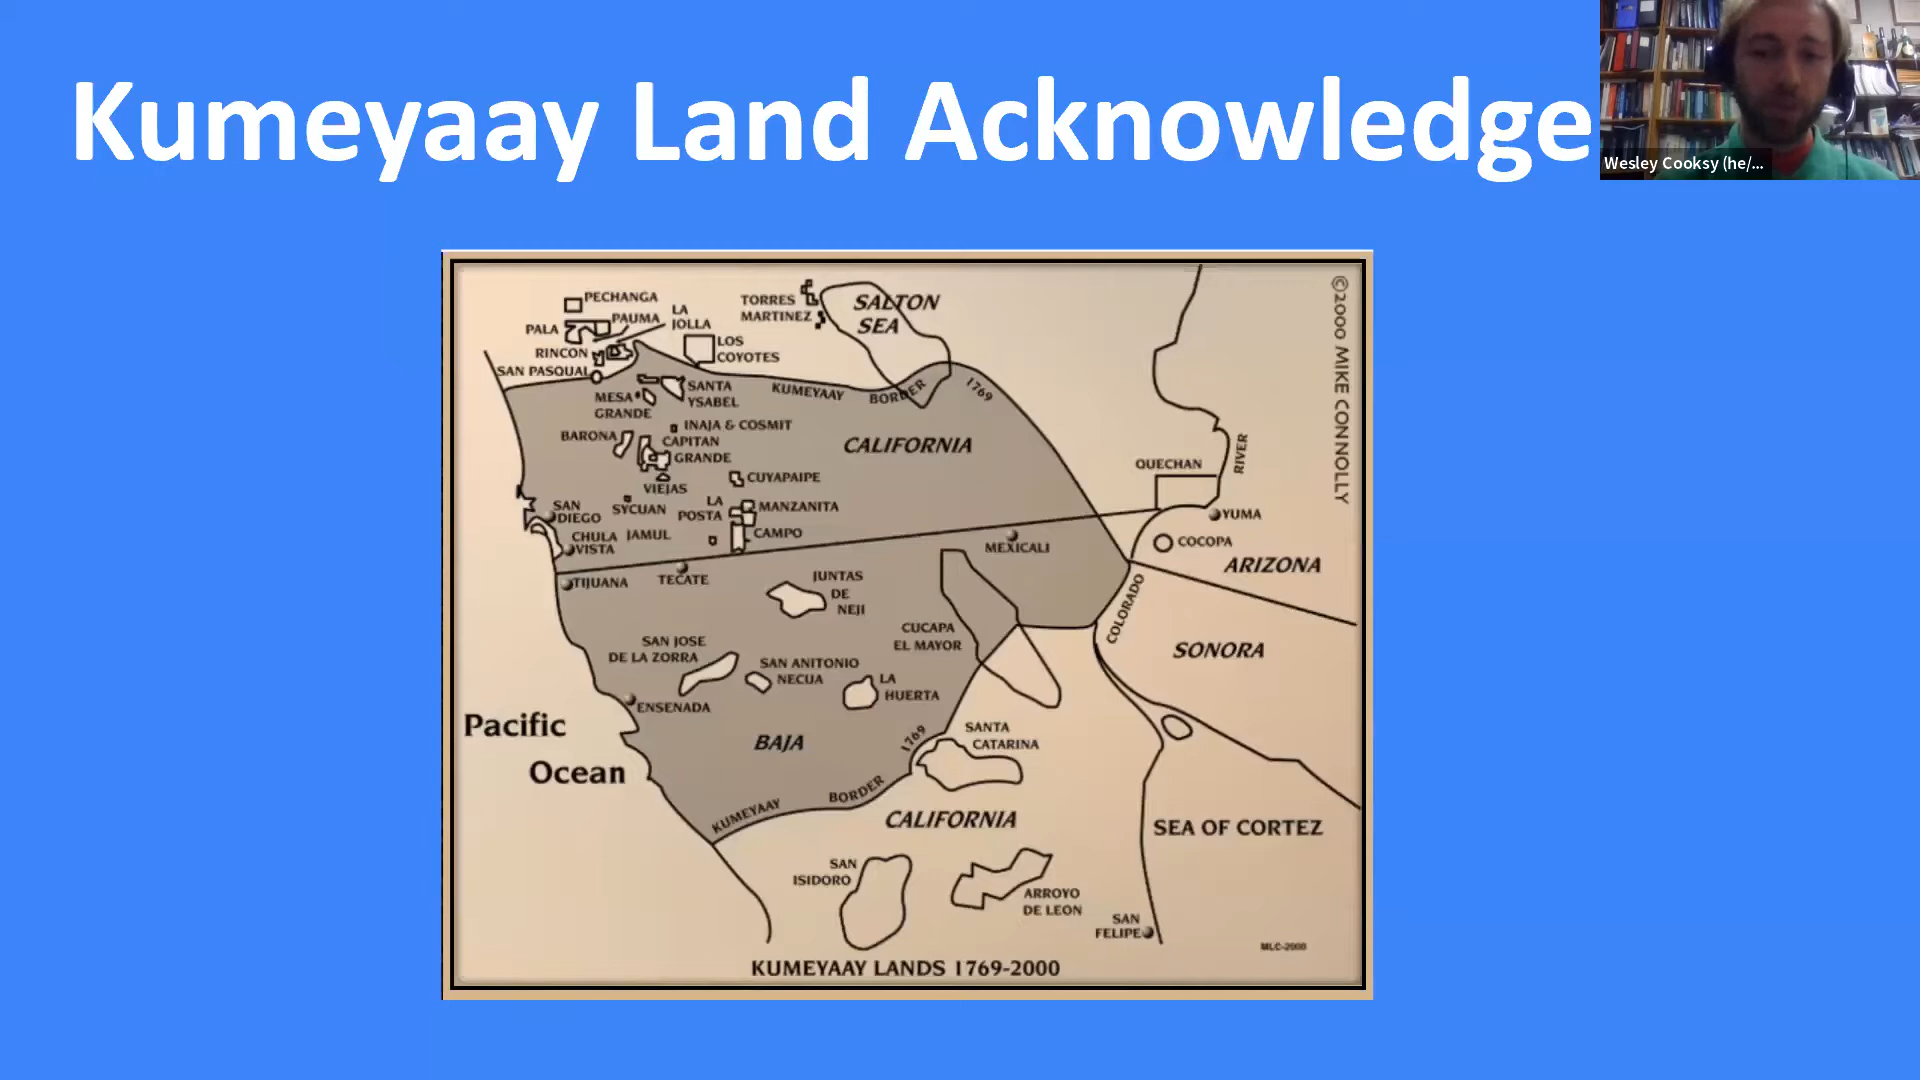 Kumeyaay Land Acknowledge
Wesley Cooksy (he/...
PECHANGA
PALA
PAUMA
LA
JOLLA
RINCON
SAN PASQUAL
LOS
COYOTES
TORRES
MARTINEZ
SALTON
SEA
©2000 MIKE CONNOLLY
KUMEYAAY BORDER 1769
MESA
GRANDE
SANTA
YSABEL
INAJA & COSMIT
BARONA
CAPITAN
GRANDE
CALIFORNIA
VIEJAS
CUYAPAIPE
QUECHAN
RIVER
SAN
DIEGO
SYCUAN
LA
POSTA
MANZANITA
YUMA
CHULA
VISTA
JAMUL
CAMPO
MEXICALI
COCOPA
ARIZONA
TIJUANA
TECATE
JUNTAS
DE
NEJI
COLORADO
CUCAPA
EL MAYOR
SONORA
SAN JOSE
DE LA ZORRA
SAN ANITONIO
NECUA
LA
HUERTA
ENSENADA
Pacific
Ocean
BAJA
SANTA
CATARINA
KUMEYAAY BORDER 1769
CALIFORNIA
SEA OF CORTEZ
SAN
ISIDORO
ARROYO
DE LEON
SAN
FELIPE
MLC-2000
KUMEYAAY LANDS 1769-2000